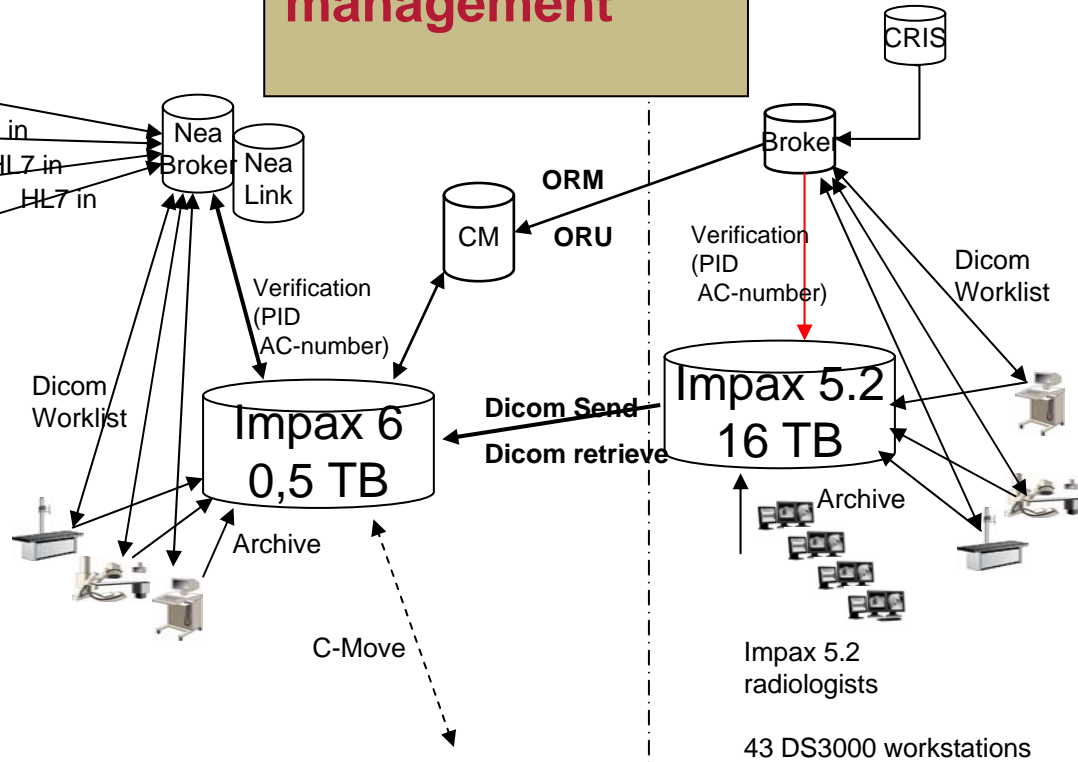 management
CRIS
in
HL7 in
HL7 in
Nea
Broker
Nea
Link
Broker
ORM
CM
ORU
Verification
(PID
AC-number)
Verification
(PID
AC-number)
Dicom
Worklist
Dicom
Worklist
Impax 6
0,5 TB
Dicom Send
Dicom retrieve
Impax 5.2
16 TB
Archive
Archive
C-Move
Impax 5.2
radiologists
43 DS3000 workstations